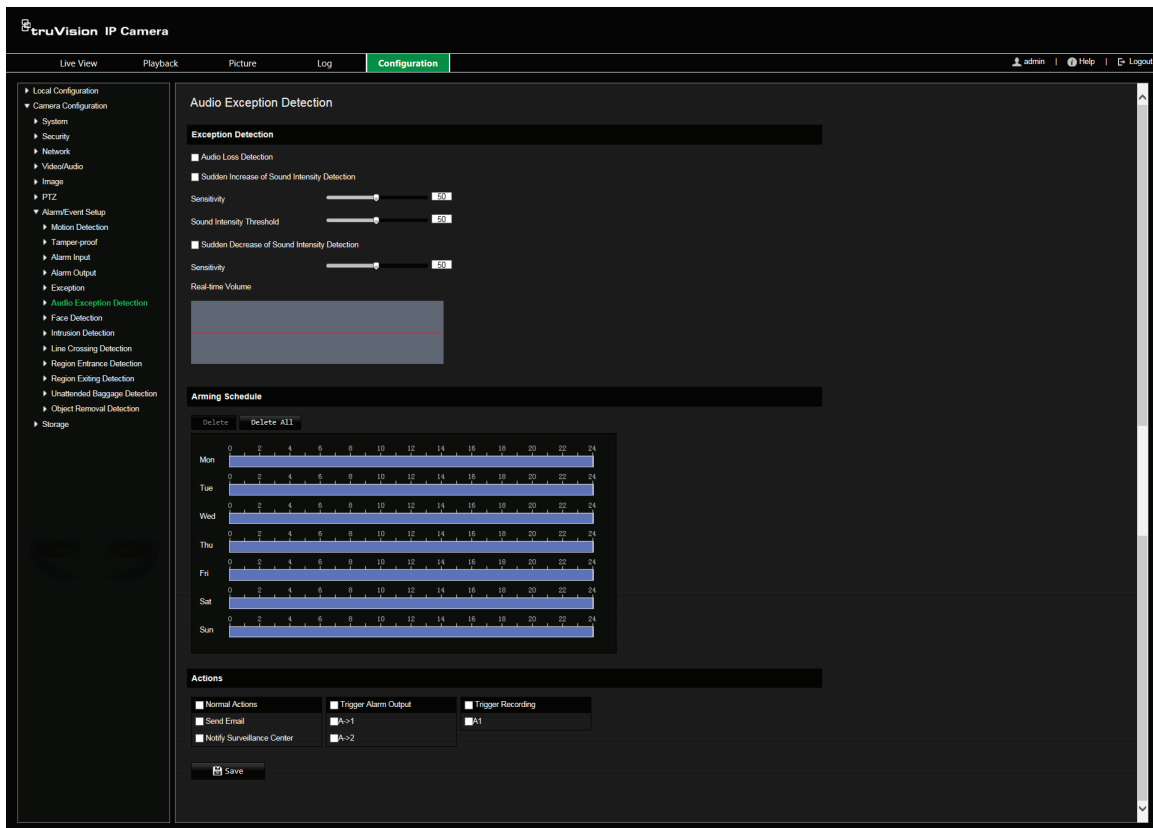 truVision IP Camera
Live View Playback Picture Log Configuration admin | Help | Logout
Local Configuration
Camera Configuration
System
Security
Network
Video/Audio
Image
PTZ
Alarm/Event Setup
Motion Detection
Tamper-proof
Alarm Input
Alarm Output
Exception
Audio Exception Detection
Face Detection
Intrusion Detection
Line Crossing Detection
Region Entrance Detection
Region Exiting Detection
Unattended Baggage Detection
Object Removal Detection
Storage
Audio Exception Detection
Exception Detection
Audio Loss Detection
Sudden Increase of Sound Intensity Detection
Sensitivity 50
Sound Intensity Threshold 50
Sudden Decrease of Sound Intensity Detection
Sensitivity 50
Real-time Volume
Arming Schedule
Delete Delete All
0 2 4 6 8 10 12 14 16 18 20 22 24
Mon
0 2 4 6 8 10 12 14 16 18 20 22 24
Tue
0 2 4 6 8 10 12 14 16 18 20 22 24
Wed
0 2 4 6 8 10 12 14 16 18 20 22 24
Thu
0 2 4 6 8 10 12 14 16 18 20 22 24
Fri
0 2 4 6 8 10 12 14 16 18 20 22 24
Sat
0 2 4 6 8 10 12 14 16 18 20 22 24
Sun
Actions
Normal Actions Trigger Alarm Output Trigger Recording
Send Email A->1 A1
Notify Surveillance Center A->2
Save